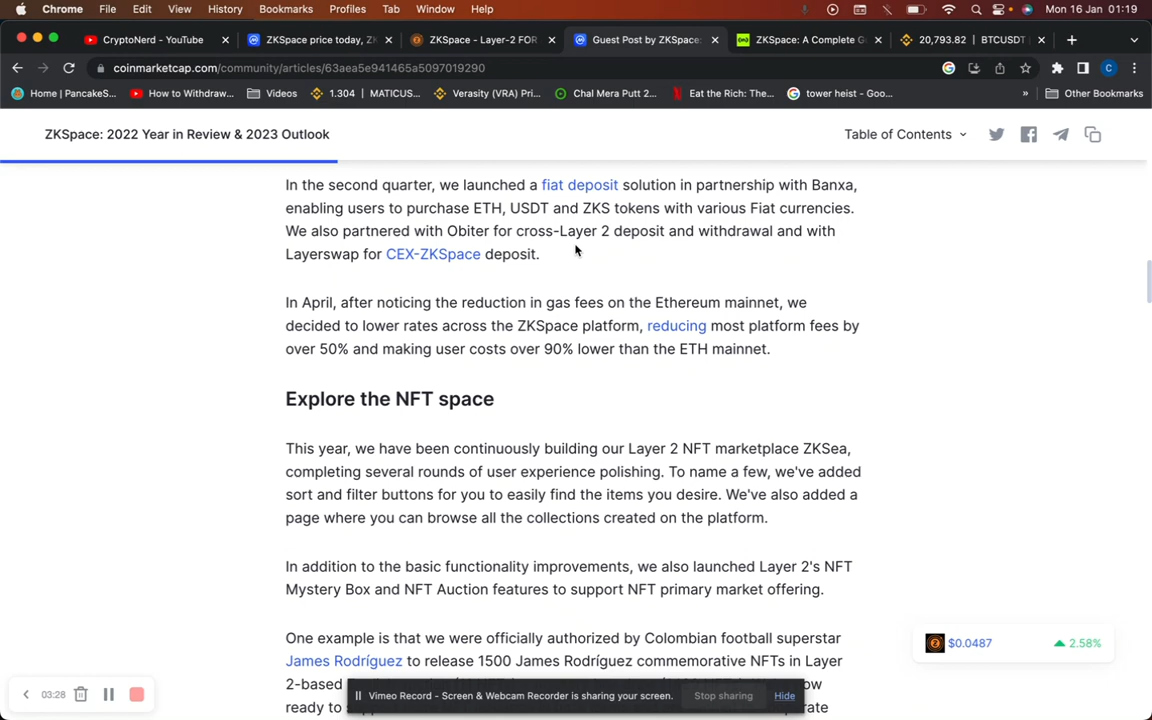 Chrome File Edit View History Bookmarks Profiles Tab Window Help Mon 16 Jan 01:19
CryptoNerd - YouTube ZKSpace price today, Z ZKSpace - Layer-2 FOR Guest Post by ZKSpace: ZKSpace: A Complete G 20,793.82 | BTCUSDT
coinmarketcap.com/community/articles/63aea5e941465a5097019290 C
Home | PancakeS... How to Withdraw... Videos 1.304 | MATICUS... Verasity (VRA) Pri... Chal Mera Putt 2... Eat the Rich: The... tower heist - Goo... » Other Bookmarks
ZKSpace: 2022 Year in Review & 2023 Outlook Table of Contents
In the second quarter, we launched a fiat deposit solution in partnership with Banxa,
enabling users to purchase ETH, USDT and ZKS tokens with various Fiat currencies.
We also partnered with Obiter for cross-Layer 2 deposit and withdrawal and with
Layerswap for CEX-ZKSpace deposit.
In April, after noticing the reduction in gas fees on the Ethereum mainnet, we
decided to lower rates across the ZKSpace platform, reducing most platform fees by
over 50% and making user costs over 90% lower than the ETH mainnet.
Explore the NFT space
This year, we have been continuously building our Layer 2 NFT marketplace ZKSea,
completing several rounds of user experience polishing. To name a few, we've added
sort and filter buttons for you to easily find the items you desire. We've also added a
page where you can browse all the collections created on the platform.
In addition to the basic functionality improvements, we also launched Layer 2's NFT
Mystery Box and NFT Auction features to support NFT primary market offering.
One example is that we were officially authorized by Colombian football superstar
$0.0487 2.58%
James Rodríguez to release 1500 James Rodríguez commemorative NFTs in Layer
2-based
ready to
03:28
Vimeo Record - Screen & Webcam Recorder is sharing your screen. Stop sharing Hide